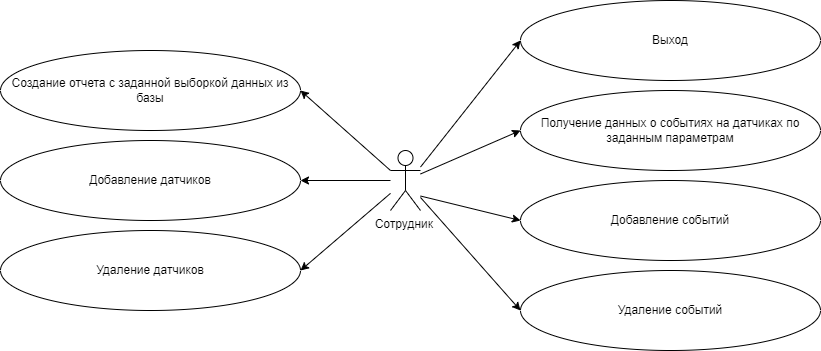 Выход
Создание отчета с заданной выборкой данных из
базы
Получение данных о событиях на датчиках по
заданным параметрам
Добавление датчиков
Сотрудник
Добавление событий
Удаление датчиков
Удаление событий